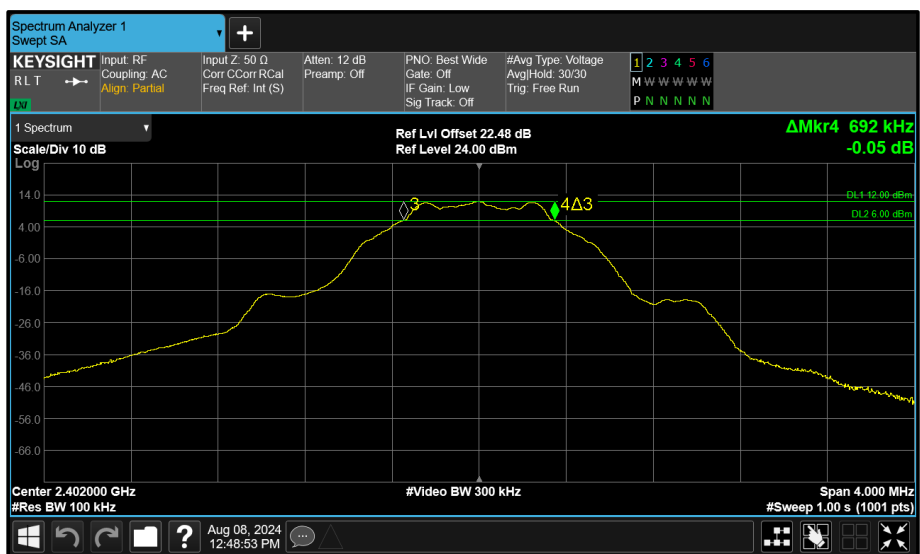 Spectrum Analyzer 1
Swept SA
+
KEYSIGHT
R L T
LXI
Input: RF
Coupling: AC
Align: Partial
Input Z: 50 Ω
Corr CCorr RCal
Freq Ref: Int (S)
Atten: 12 dB
Preamp: Off
PNO: Best Wide
Gate: Off
IF Gain: Low
Sig Track: Off
#Avg Type: Voltage
Avg|Hold: 30/30
Trig: Free Run
1 2 3 4 5 6
M W W W W W
P N N N N N
1 Spectrum
Scale/Div 10 dB
Log
Ref Lvl Offset 22.48 dB
Ref Level 24.00 dBm
ΔMkr4 692 kHz
-0.05 dB
14.0
DL1 12.00 dBm
3
4Δ3
DL2 6.00 dBm
4.00
-6.00
-16.0
-26.0
-36.0
-46.0
-56.0
-66.0
Center 2.402000 GHz
#Video BW 300 kHz
Span 4.000 MHz
#Res BW 100 kHz
#Sweep 1.00 s (1001 pts)
?
Aug 08, 2024
12:48:53 PM